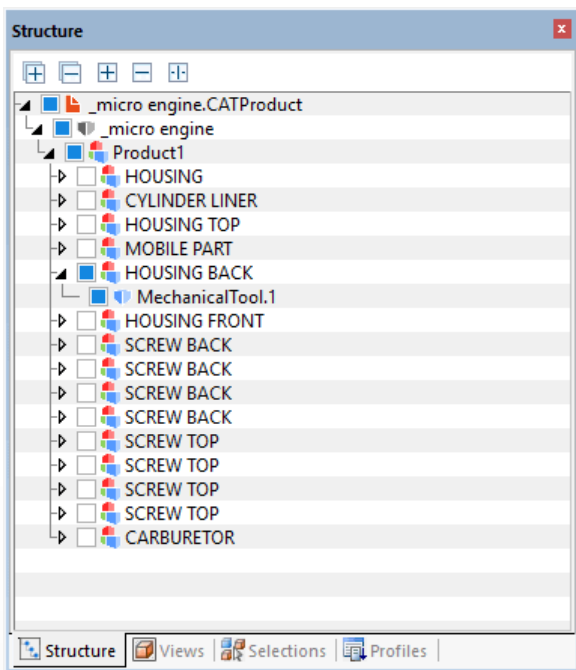 Structure
_micro engine.CATProduct
_micro engine
Product1
HOUSING
CYLINDER LINER
HOUSING TOP
MOBILE PART
HOUSING BACK
MechanicalTool.1
HOUSING FRONT
SCREW BACK
SCREW BACK
SCREW BACK
SCREW BACK
SCREW TOP
SCREW TOP
SCREW TOP
SCREW TOP
CARBURETOR
Structure Views Selections Profiles